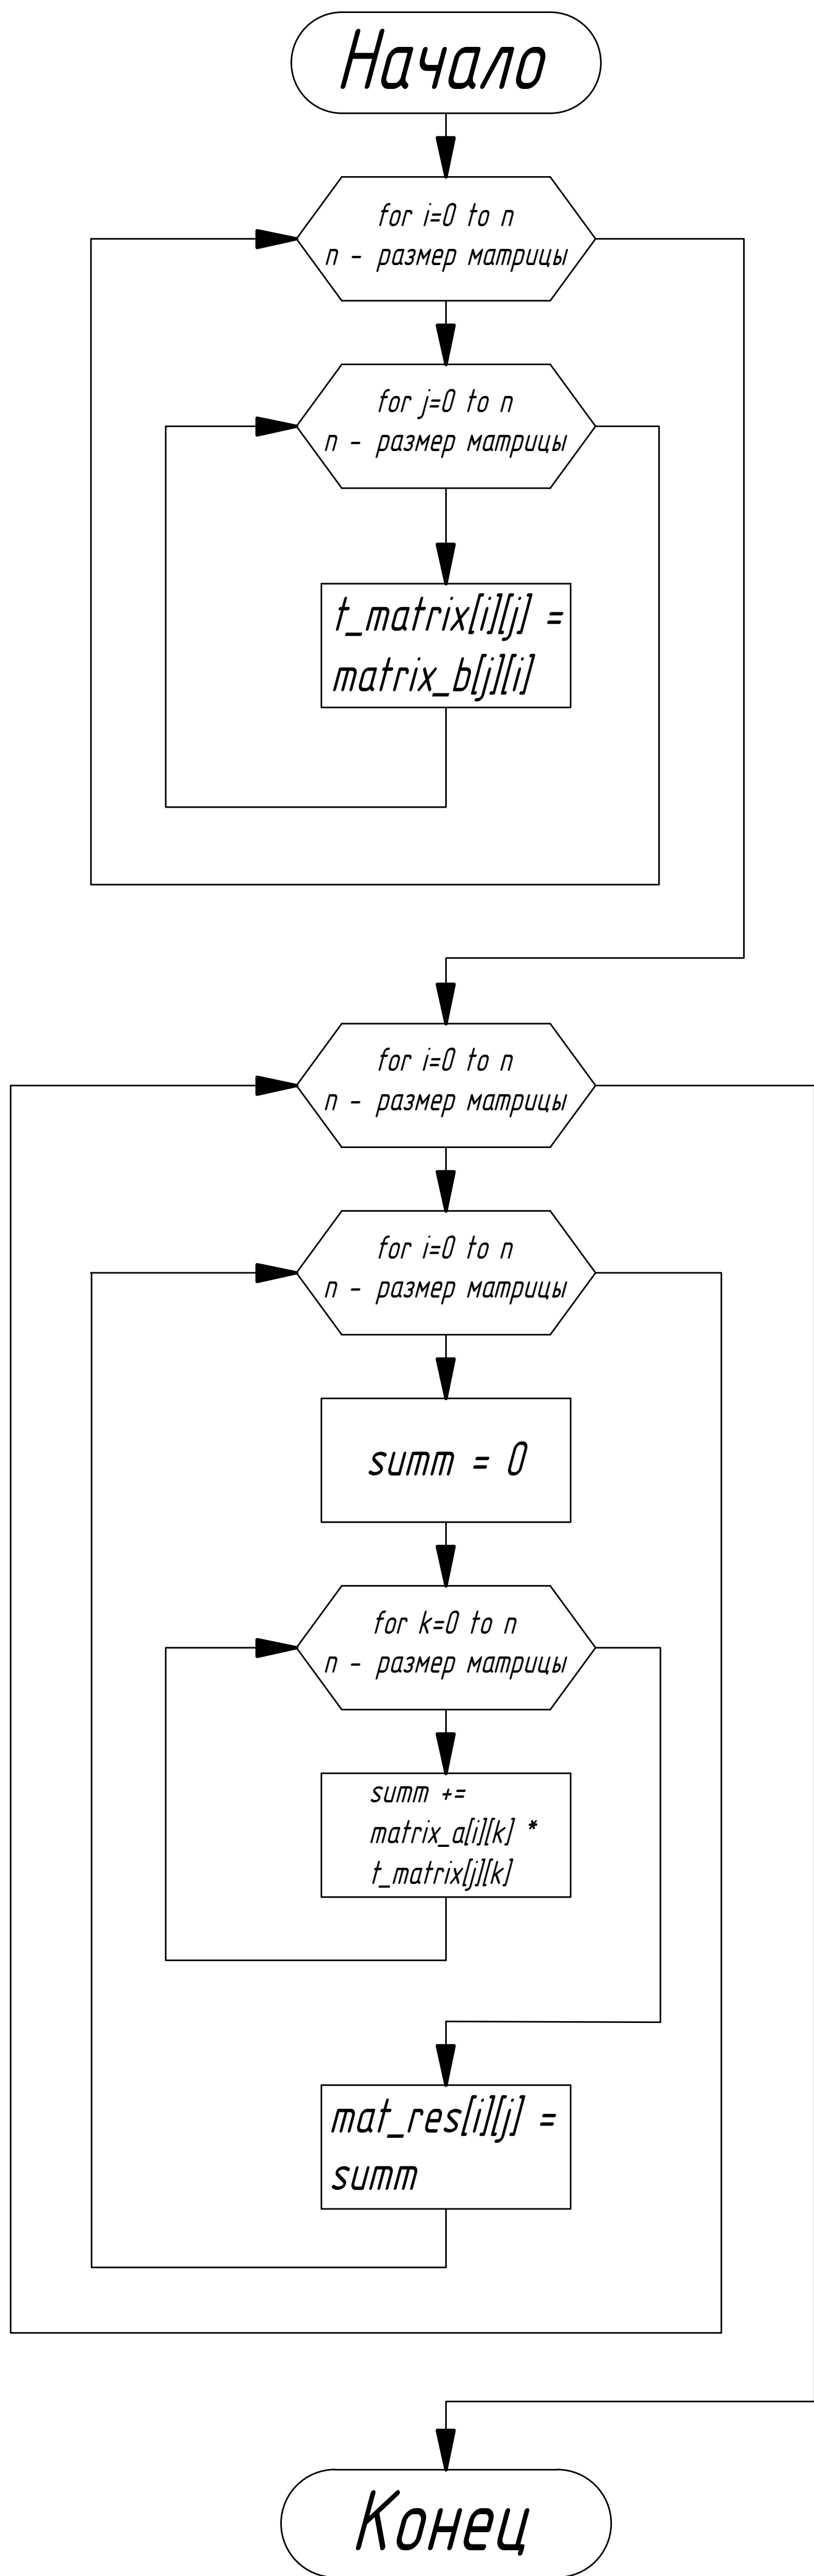 Начало
for i=0 to n
n - размер матрицы
for j=0 to n
n - размер матрицы
t_matrix[i][j] =
matrix_b[j][i]
for i=0 to n
n - размер матрицы
for i=0 to n
n - размер матрицы
summ = 0
for k=0 to n
n - размер матрицы
summ +=
matrix_a[i][k] *
t_matrix[j][k]
mat_res[i][j] =
summ
Конец